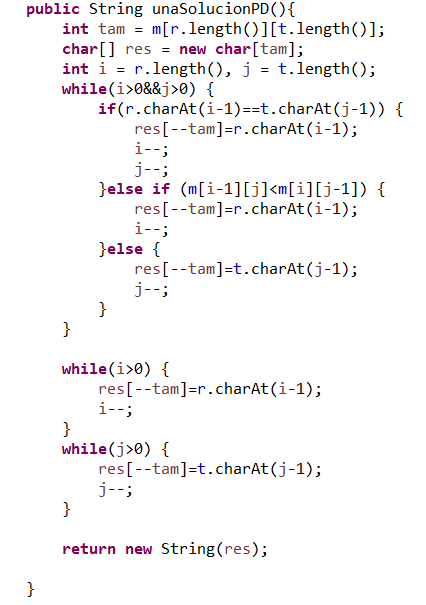 public String unaSolucionPD(){
    int tam = m[r.length()][t.length()];
    char[] res = new char[tam];
    int i = r.length(), j = t.length();
    while(i>0&&j>0) {
        if(r.charAt(i-1)==t.charAt(j-1)) {
            res[--tam]=r.charAt(i-1);
            i--;
            j--;
        }else if (m[i-1][j]<m[i][j-1]) {
            res[--tam]=r.charAt(i-1);
            i--;
        }else {
            res[--tam]=t.charAt(j-1);
            j--;
        }
    }

    while(i>0) {
        res[--tam]=r.charAt(i-1);
        i--;
    }
    while(j>0) {
        res[--tam]=t.charAt(j-1);
        j--;
    }

    return new String(res);

}